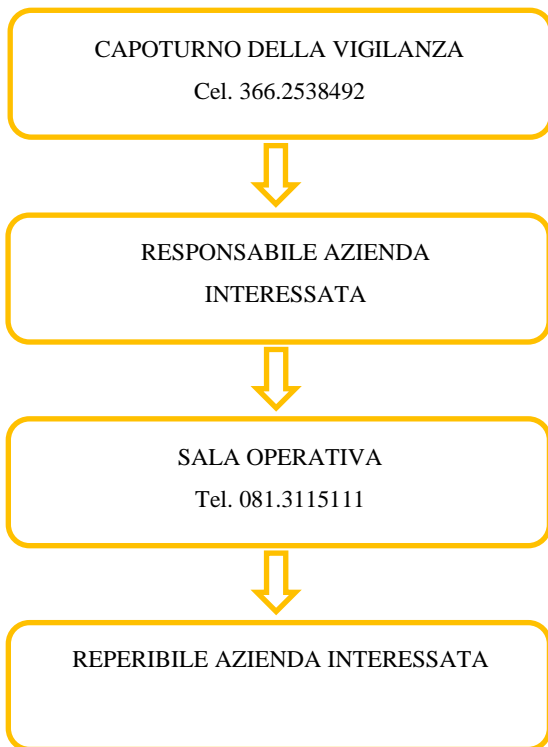 CAPOTURNO DELLA VIGILANZA
Cel. 366.2538492
RESPONSABILE AZIENDA
INTERESSATA
SALA OPERATIVA
Tel. 081.3115111
REPERIBILE AZIENDA INTERESSATA